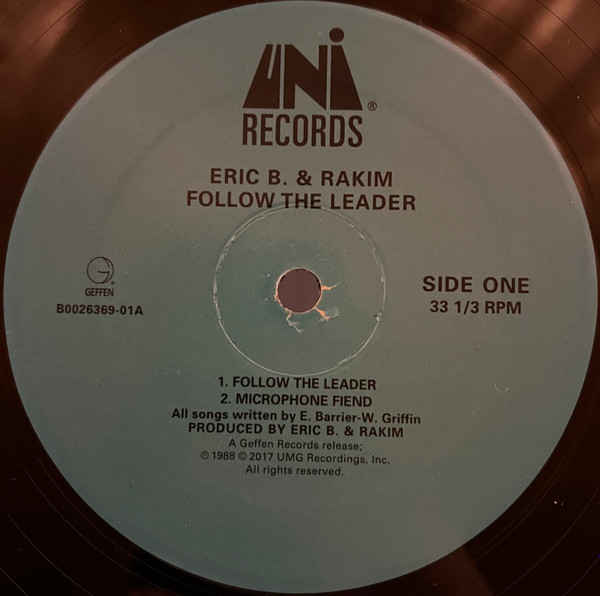 UNi ®
RECORDS
ERIC B. & RAKIM
FOLLOW THE LEADER
G®
GEFFEN
B0026369-01A
SIDE ONE
33 1/3 RPM
1. FOLLOW THE LEADER
2. MICROPHONE FIEND
All songs written by E. Barrier-W. Griffin
PRODUCED BY ERIC B. & RAKIM
A Geffen Records release;
℗ 1988 © 2017 UMG Recordings, Inc.
All rights reserved.